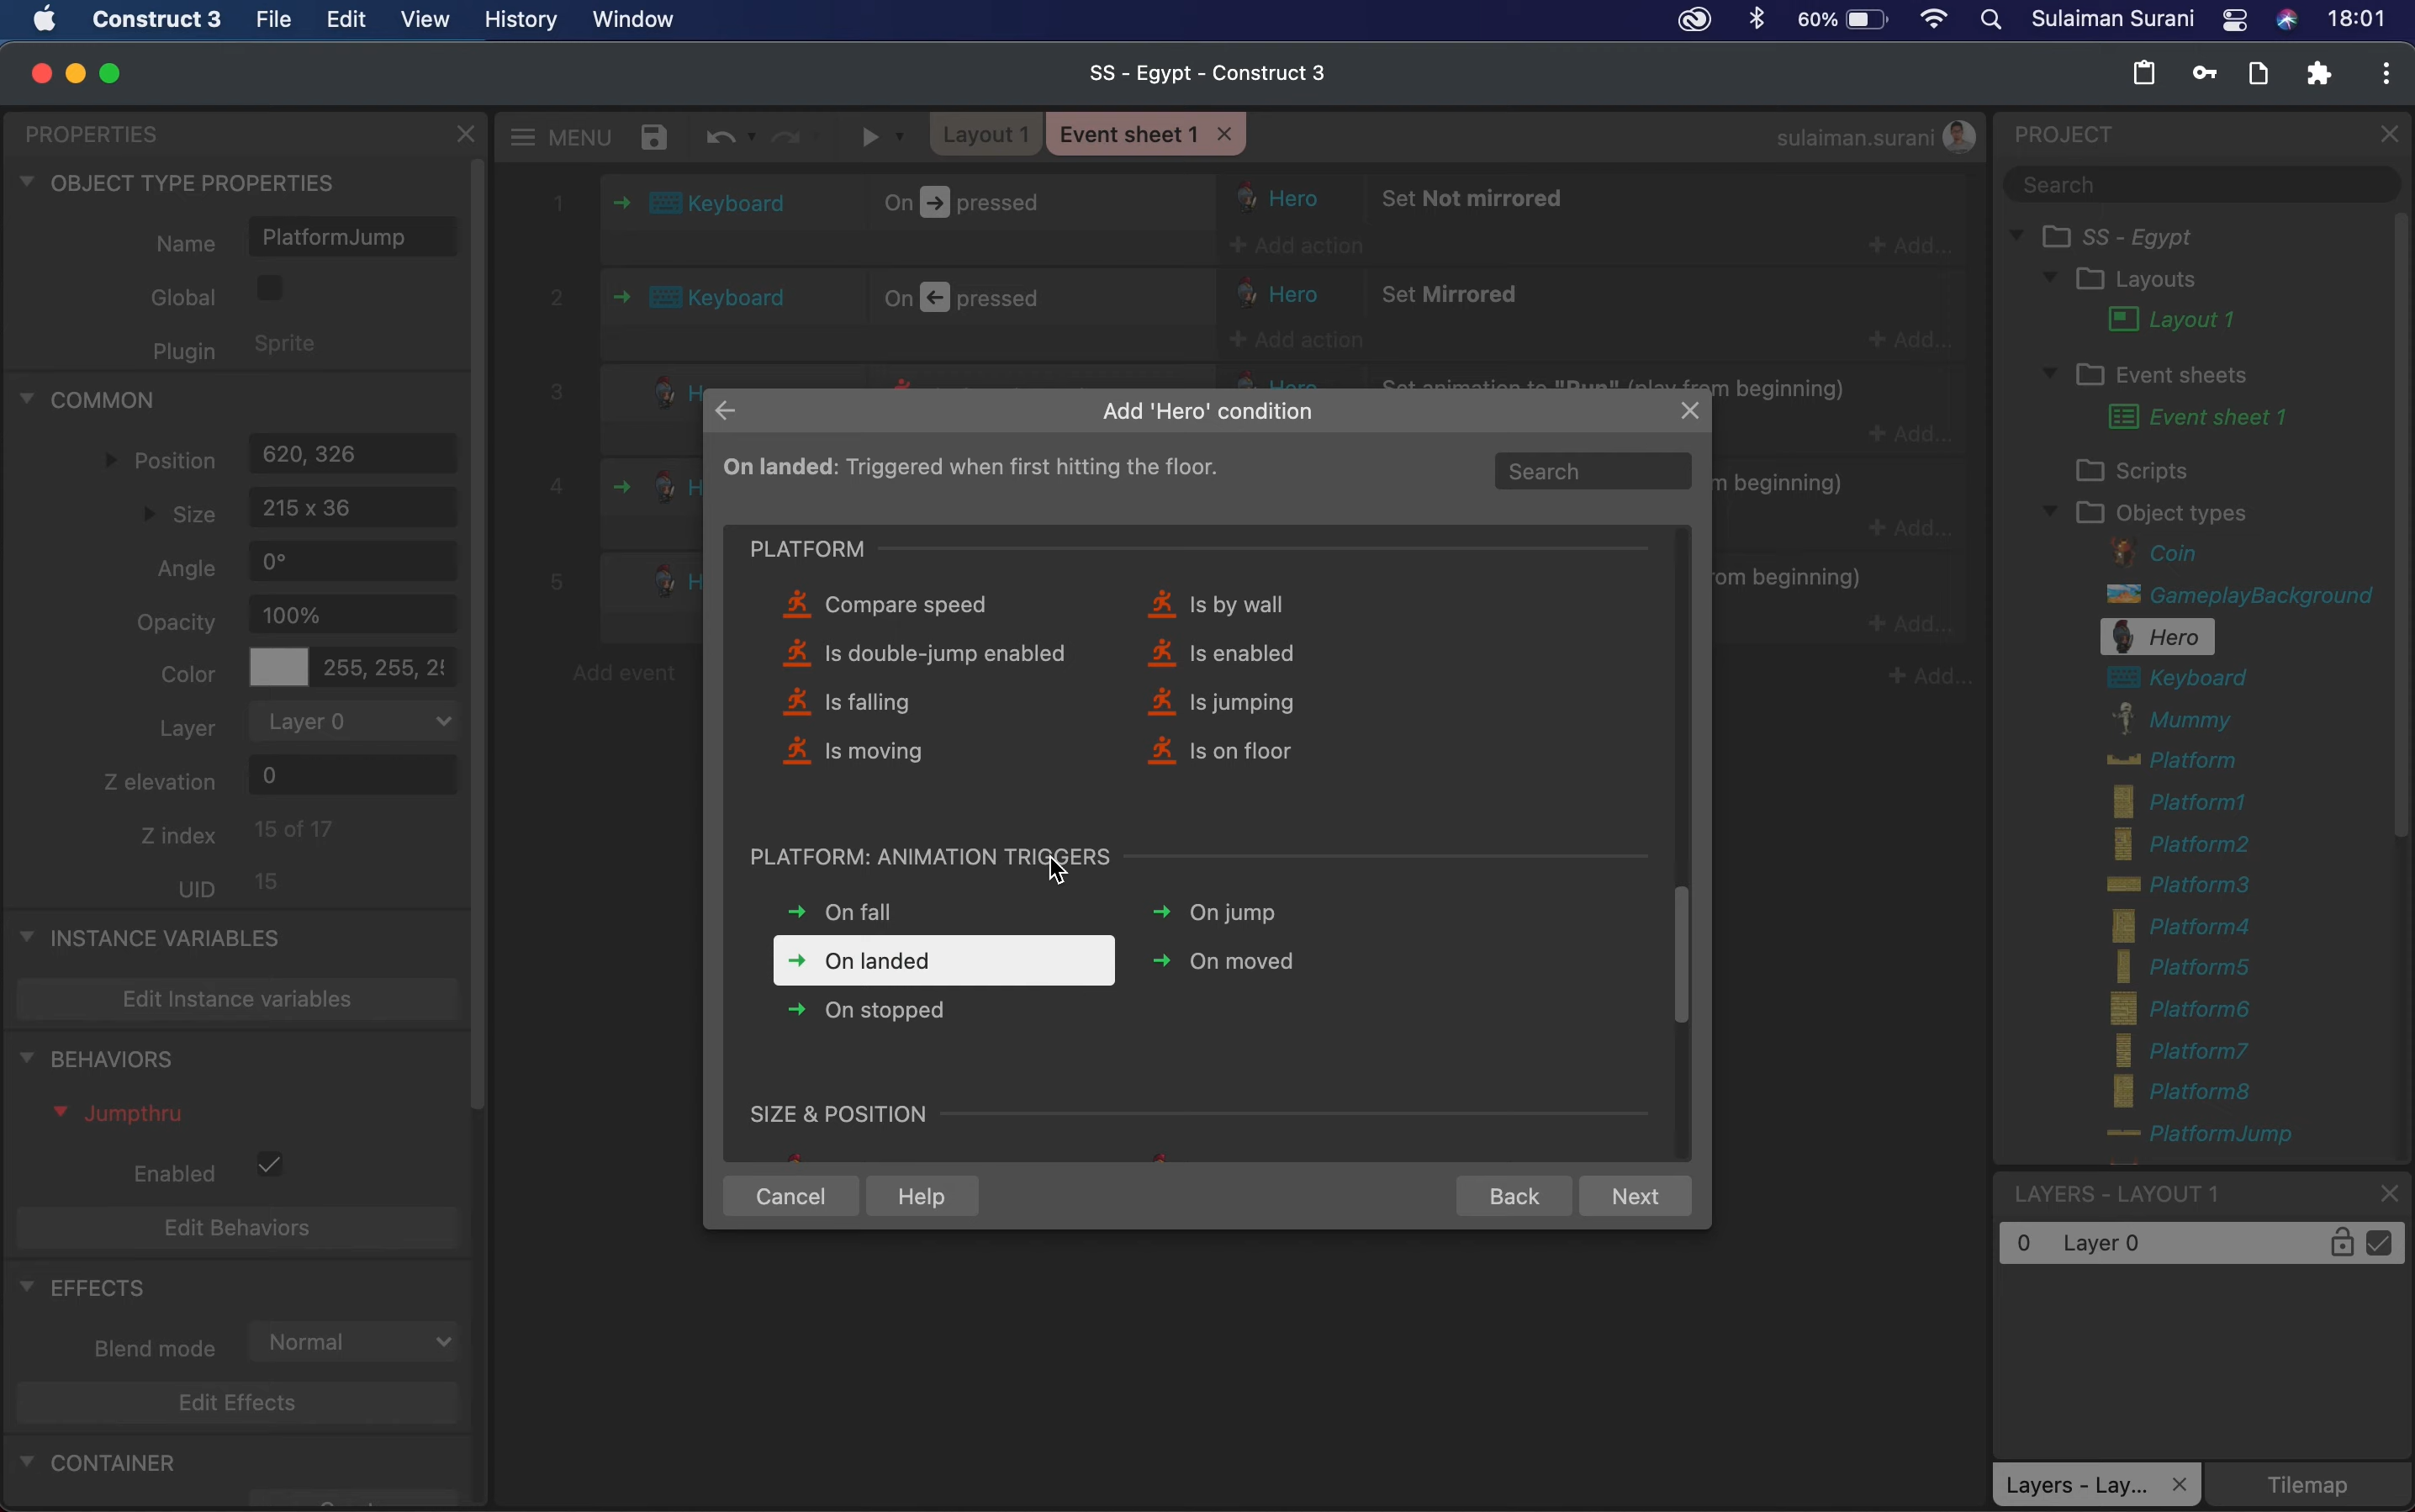 Construct 3 File Edit View History Window 60% Sulaiman Surani 18:01
SS - Egypt - Construct 3
PROPERTIES
OBJECT TYPE PROPERTIES
Name PlatformJump
Global
Plugin Sprite
COMMON
Position 620, 326
Size 215 x 36
Angle 0°
Opacity 100%
Color 255, 255, 25
Layer Layer 0
Z elevation 0
Z index 15 of 17
UID 15
INSTANCE VARIABLES
Edit Instance variables
BEHAVIORS
Jumpthru
Enabled
Edit Behaviors
EFFECTS
Blend mode Normal
Edit Effects
CONTAINER
MENU Layout 1 Event sheet 1 sulaiman.surani
1 Keyboard On → pressed Hero Set Not mirrored
+ Add action + Add...
2 Keyboard On ← pressed Hero Set Mirrored
+ Add action + Add...
3 H Hero Set animation to "Run" (play from beginning)
+ Add...
4 H m beginning)
+ Add...
5 H om beginning)
+ Add...
Add event + Add...
Add 'Hero' condition
On landed: Triggered when first hitting the floor. Search
PLATFORM
Compare speed Is by wall
Is double-jump enabled Is enabled
Is falling Is jumping
Is moving Is on floor
PLATFORM: ANIMATION TRIGGERS
On fall On jump
On landed On moved
On stopped
SIZE & POSITION
Cancel Help Back Next
PROJECT
Search
SS - Egypt
Layouts
Layout 1
Event sheets
Event sheet 1
Scripts
Object types
Coin
GameplayBackground
Hero
Keyboard
Mummy
Platform
Platform1
Platform2
Platform3
Platform4
Platform5
Platform6
Platform7
Platform8
PlatformJump
LAYERS - LAYOUT 1
0 Layer 0
Layers - Lay... Tilemap